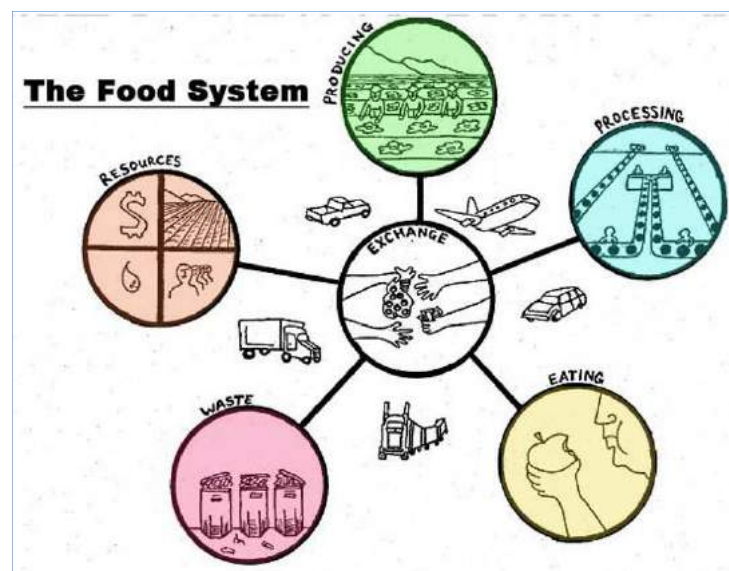 The Food System
PRODUCING
PROCESSING
RESOURCES
EXCHANGE
EATING
WASTE
$